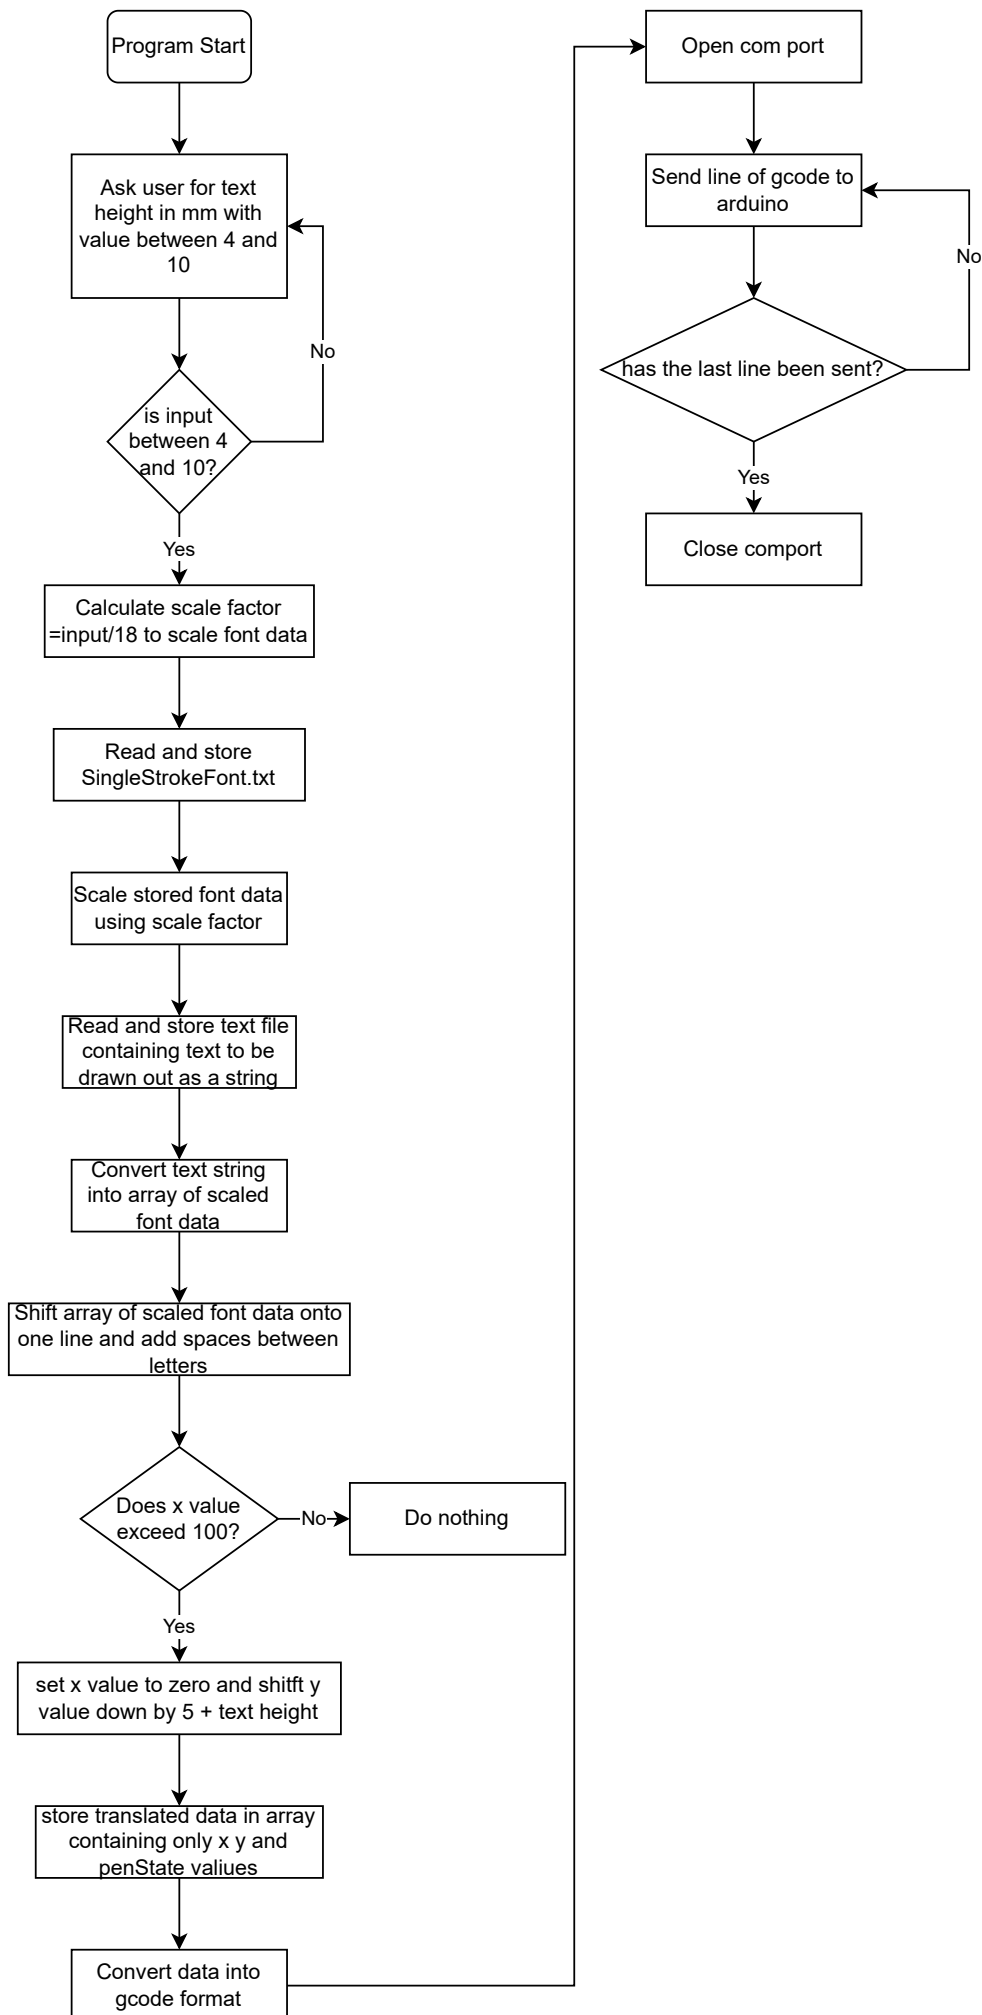 Program Start
Ask user for text
height in mm with
value between 4 and
10
No
is input
between 4
and 10?
Yes
Calculate scale factor
=input/18 to scale font data
Read and store
SingleStrokeFont.txt
Scale stored font data
using scale factor
Read and store text file
containing text to be
drawn out as a string
Convert text string
into array of scaled
font data
Shift array of scaled font data onto
one line and add spaces between
letters
Does x value
exceed 100?
No
Do nothing
Yes
set x value to zero and shitft y
value down by 5 + text height
store translated data in array
containing only x y and
penState valiues
Convert data into
gcode format
Open com port
Send line of gcode to
arduino
No
has the last line been sent?
Yes
Close comport